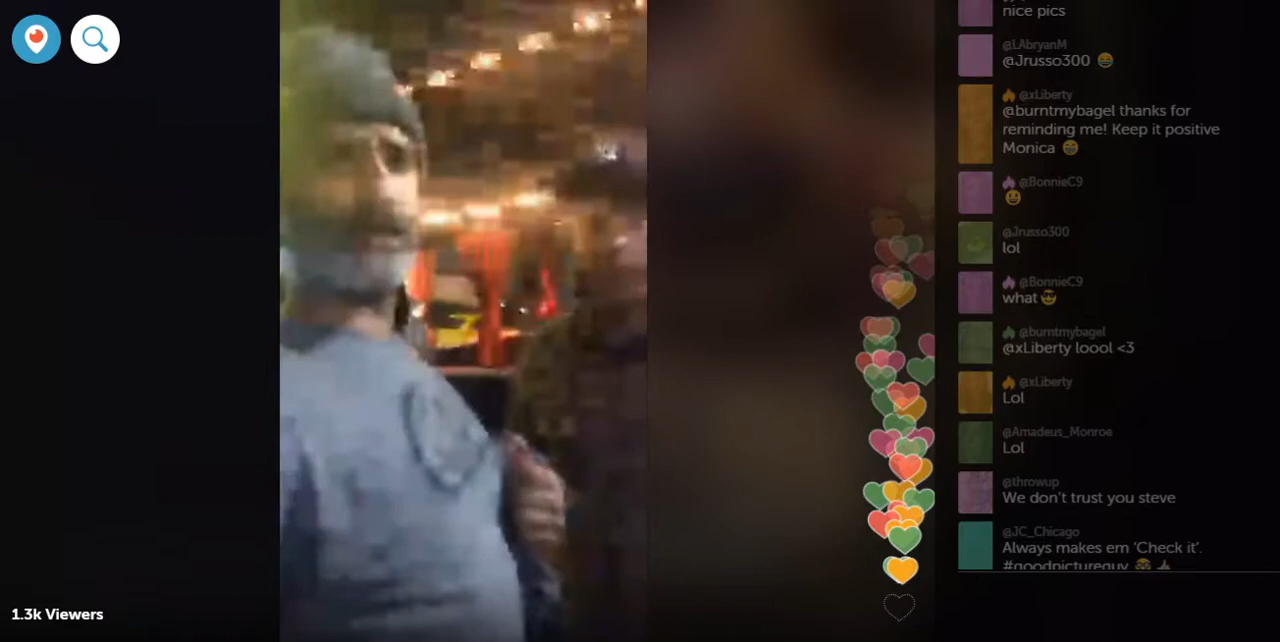 nice pics
@LAbryanM
@Jrusso300
@xLiberty
@burntmybagel thanks for
reminding me! Keep it positive
Monica
@BonnieC9
@Jrusso300
lol
@BonnieC9
what
@burntmybagel
@xLiberty loool <3
@xLiberty
Lol
@Amadeus_Monroe
Lol
@throwup
We don't trust you steve
@JC_Chicago
Always makes em 'Check it'.
#goodpictureguy
1.3k Viewers